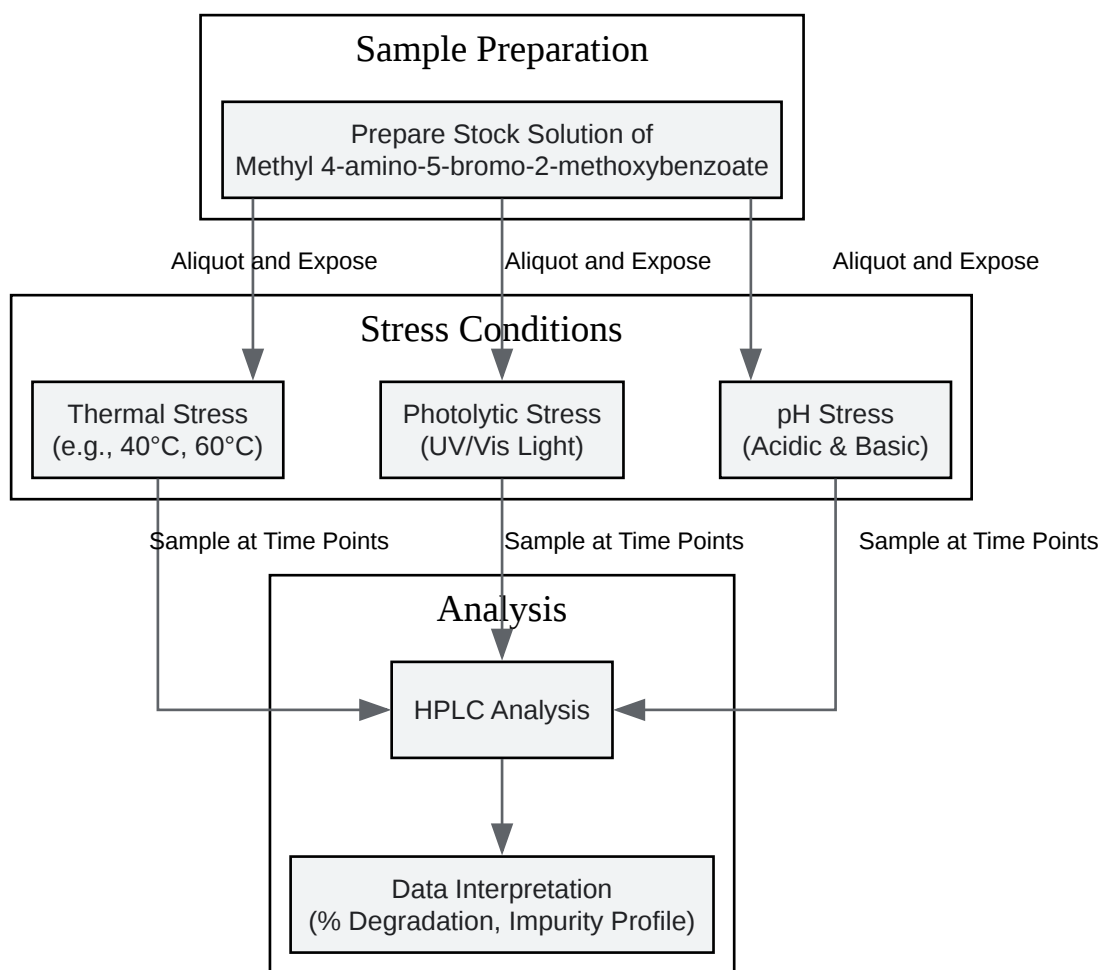 Sample Preparation
Prepare Stock Solution of
Methyl 4-amino-5-bromo-2-methoxybenzoate
Aliquot and Expose
Aliquot and Expose
Aliquot and Expose
Stress Conditions
Thermal Stress
(e.g., 40°C, 60°C)
Photolytic Stress
(UV/Vis Light)
pH Stress
(Acidic & Basic)
Sample at Time Points
Sample at Time Points
Sample at Time Points
Analysis
HPLC Analysis
Data Interpretation
(% Degradation, Impurity Profile)